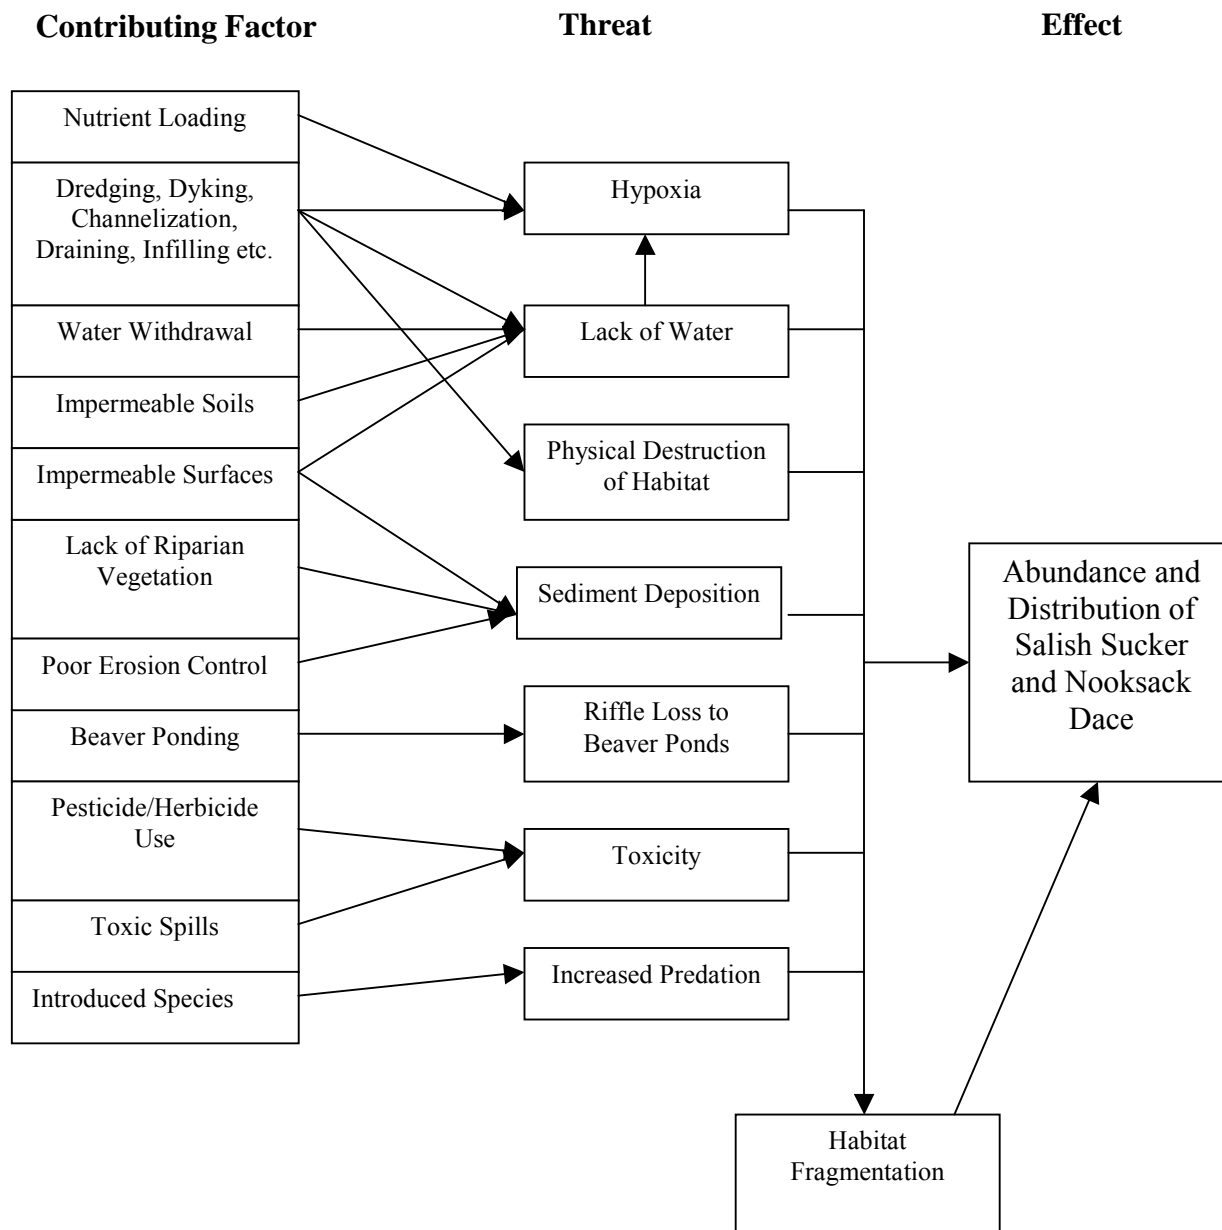 Contributing Factor
Threat
Effect
Nutrient Loading
Dredging, Dyking,
Channelization,
Draining, Infilling etc.
Water Withdrawal
Impermeable Soils
Impermeable Surfaces
Lack of Riparian
Vegetation
Poor Erosion Control
Beaver Ponding
Pesticide/Herbicide
Use
Toxic Spills
Introduced Species
Hypoxia
Lack of Water
Physical Destruction
of Habitat
Sediment Deposition
Riffle Loss to
Beaver Ponds
Toxicity
Increased Predation
Habitat
Fragmentation
Abundance and
Distribution of
Salish Sucker
and Nooksack
Dace